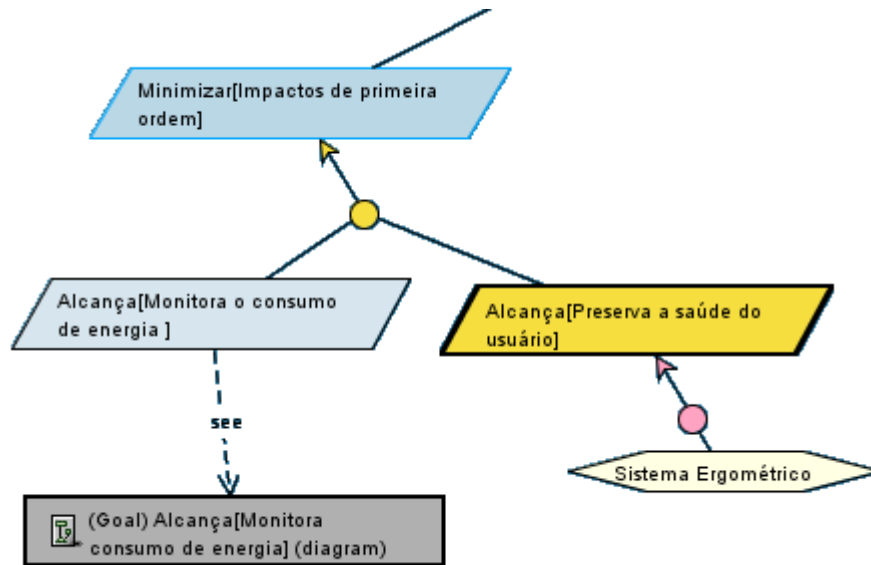 Minimizar[Impactos de primeira
ordem]
Alcança[Monitora o consumo
de energia ]
Alcança[Preserva a saúde do
usuário]
see
Sistema Ergométrico
(Goal) Alcança[Monitora
consumo de energia] (diagram)